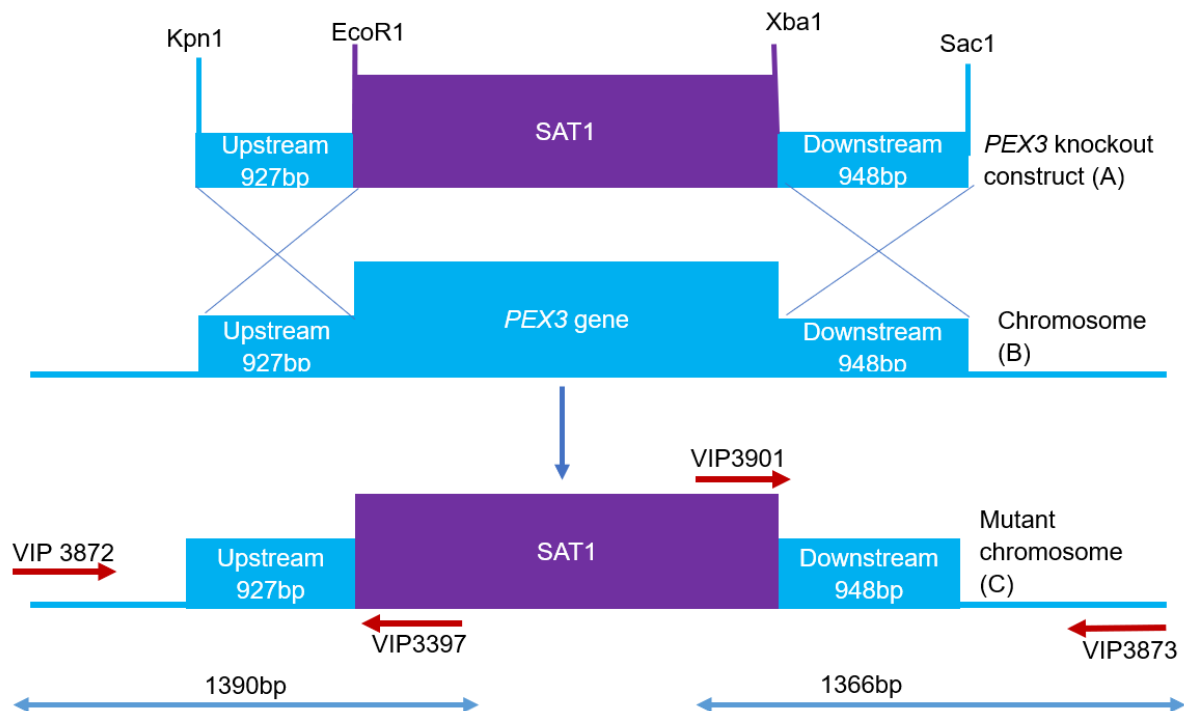 Kpn1
EcoR1
Xba1
Sac1
SAT1
Upstream
927bp
Downstream
948bp
PEX3 knockout
construct (A)
PEX3 gene
Upstream
927bp
Downstream
948bp
Chromosome
(B)
VIP3901
VIP 3872
Upstream
927bp
SAT1
Downstream
948bp
Mutant
chromosome
(C)
VIP3397
VIP3873
1390bp
1366bp